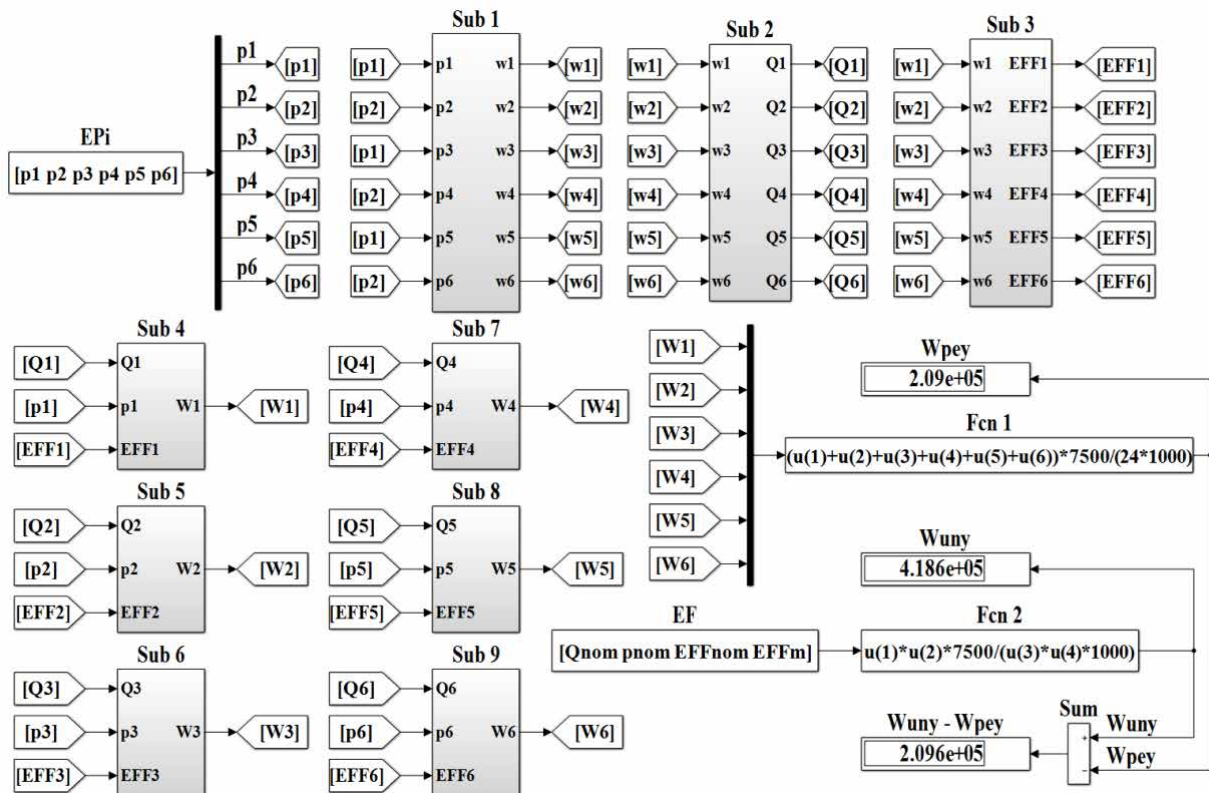 EPi
[p1 p2 p3 p4 p5 p6]
p1
p2
p3
p4
p5
p6
[p1]
[p2]
[p3]
[p4]
[p5]
[p6]
Sub 1
[p1] p1 w1 [w1]
[p2] p2 w2 [w2]
[p1] p3 w3 [w3]
[p2] p4 w4 [w4]
[p1] p5 w5 [w5]
[p2] p6 w6 [w6]
Sub 2
[w1] w1 Q1 [Q1]
[w2] w2 Q2 [Q2]
[w3] w3 Q3 [Q3]
[w4] w4 Q4 [Q4]
[w5] w5 Q5 [Q5]
[w6] w6 Q6 [Q6]
Sub 3
[w1] w1 EFF1 [EFF1]
[w2] w2 EFF2 [EFF2]
[w3] w3 EFF3 [EFF3]
[w4] w4 EFF4 [EFF4]
[w5] w5 EFF5 [EFF5]
[w6] w6 EFF6 [EFF6]
Sub 4
[Q1] Q1
[p1] p1 W1 [W1]
[EFF1] EFF1
Sub 5
[Q2] Q2
[p2] p2 W2 [W2]
[EFF2] EFF2
Sub 6
[Q3] Q3
[p3] p3 W3 [W3]
[EFF3] EFF3
Sub 7
[Q4] Q4
[p4] p4 W4 [W4]
[EFF4] EFF4
Sub 8
[Q5] Q5
[p5] p5 W5 [W5]
[EFF5] EFF5
Sub 9
[Q6] Q6
[p6] p6 W6 [W6]
[EFF6] EFF6
[W1]
[W2]
[W3]
[W4]
[W5]
[W6]
Wpey
2.09e+05
Fcn 1
(u(1)+u(2)+u(3)+u(4)+u(5)+u(6))*7500/(24*1000)
Wuny
4.186e+05
EF
[Qnom pnom EFFnom EFFm]
Fcn 2
u(1)*u(2)*7500/(u(3)*u(4)*1000)
Wuny - Wpey
2.096e+05
Sum
+
−
Wuny
Wpey